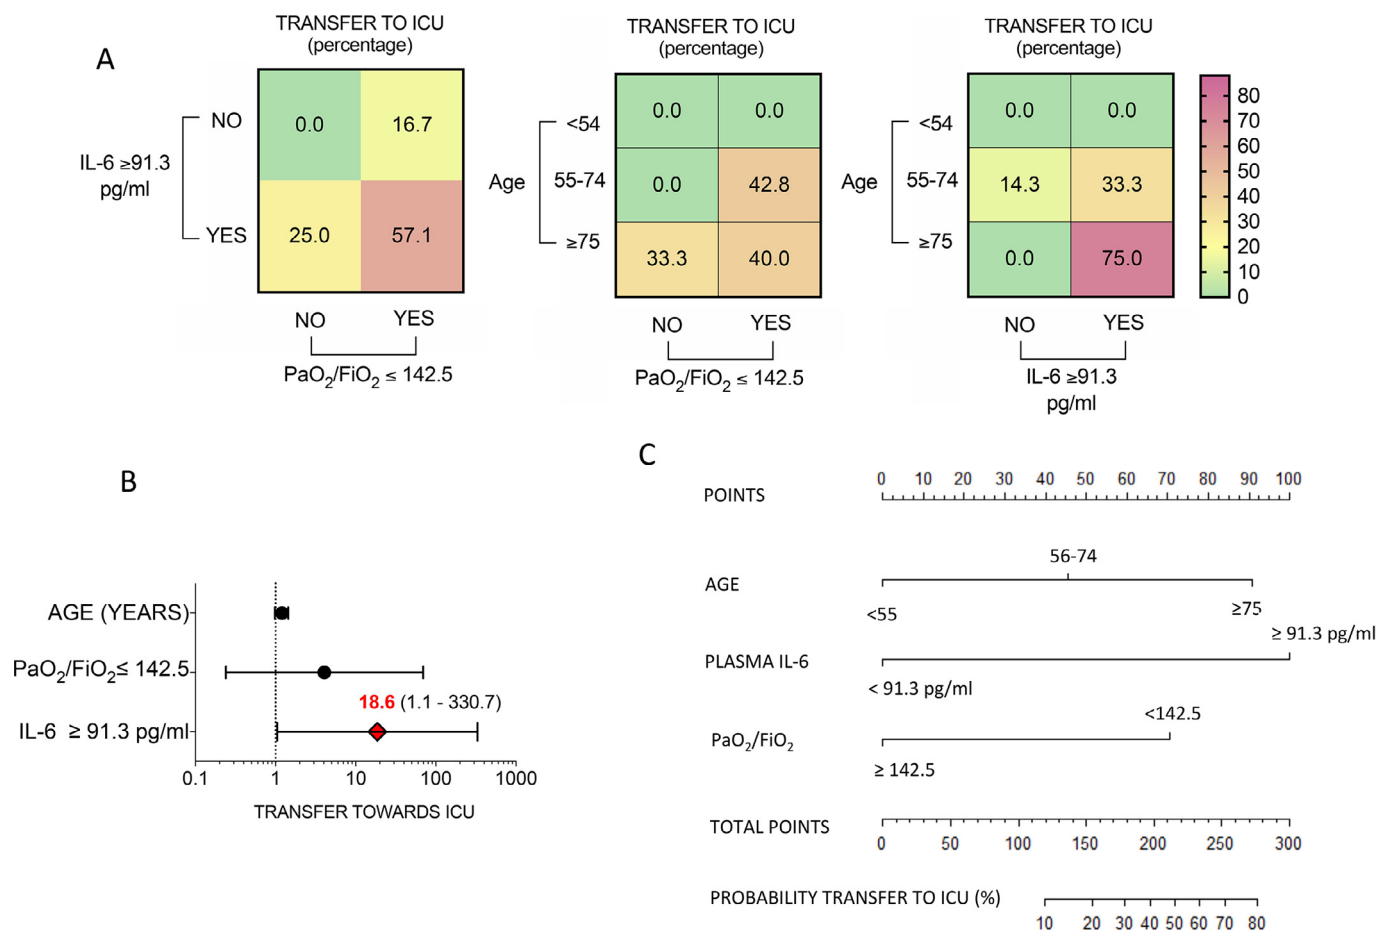 A
TRANSFER TO ICU
(percentage)
IL-6 ≥91.3
pg/ml
NO
YES
0.0
16.7
25.0
57.1
NO
YES
PaO2/FiO2 ≤ 142.5
TRANSFER TO ICU
(percentage)
Age
<54
55-74
≥75
0.0
0.0
0.0
42.8
33.3
40.0
NO
YES
PaO2/FiO2 ≤ 142.5
TRANSFER TO ICU
(percentage)
Age
<54
55-74
≥75
0.0
0.0
14.3
33.3
0.0
75.0
NO
YES
IL-6 ≥91.3
pg/ml
80
70
60
50
40
30
20
10
0
B
AGE (YEARS)
PaO2/FiO2≤ 142.5
18.6 (1.1 - 330.7)
IL-6 ≥ 91.3 pg/ml
0.1 1 10 100 1000
TRANSFER TOWARDS ICU
C
POINTS
0 10 20 30 40 50 60 70 80 90 100
56-74
AGE
<55
≥75
≥ 91.3 pg/ml
PLASMA IL-6
< 91.3 pg/ml
<142.5
PaO2/FiO2
≥ 142.5
TOTAL POINTS
0 50 100 150 200 250 300
PROBABILITY TRANSFER TO ICU (%)
10 20 30 40 50 60 70 80